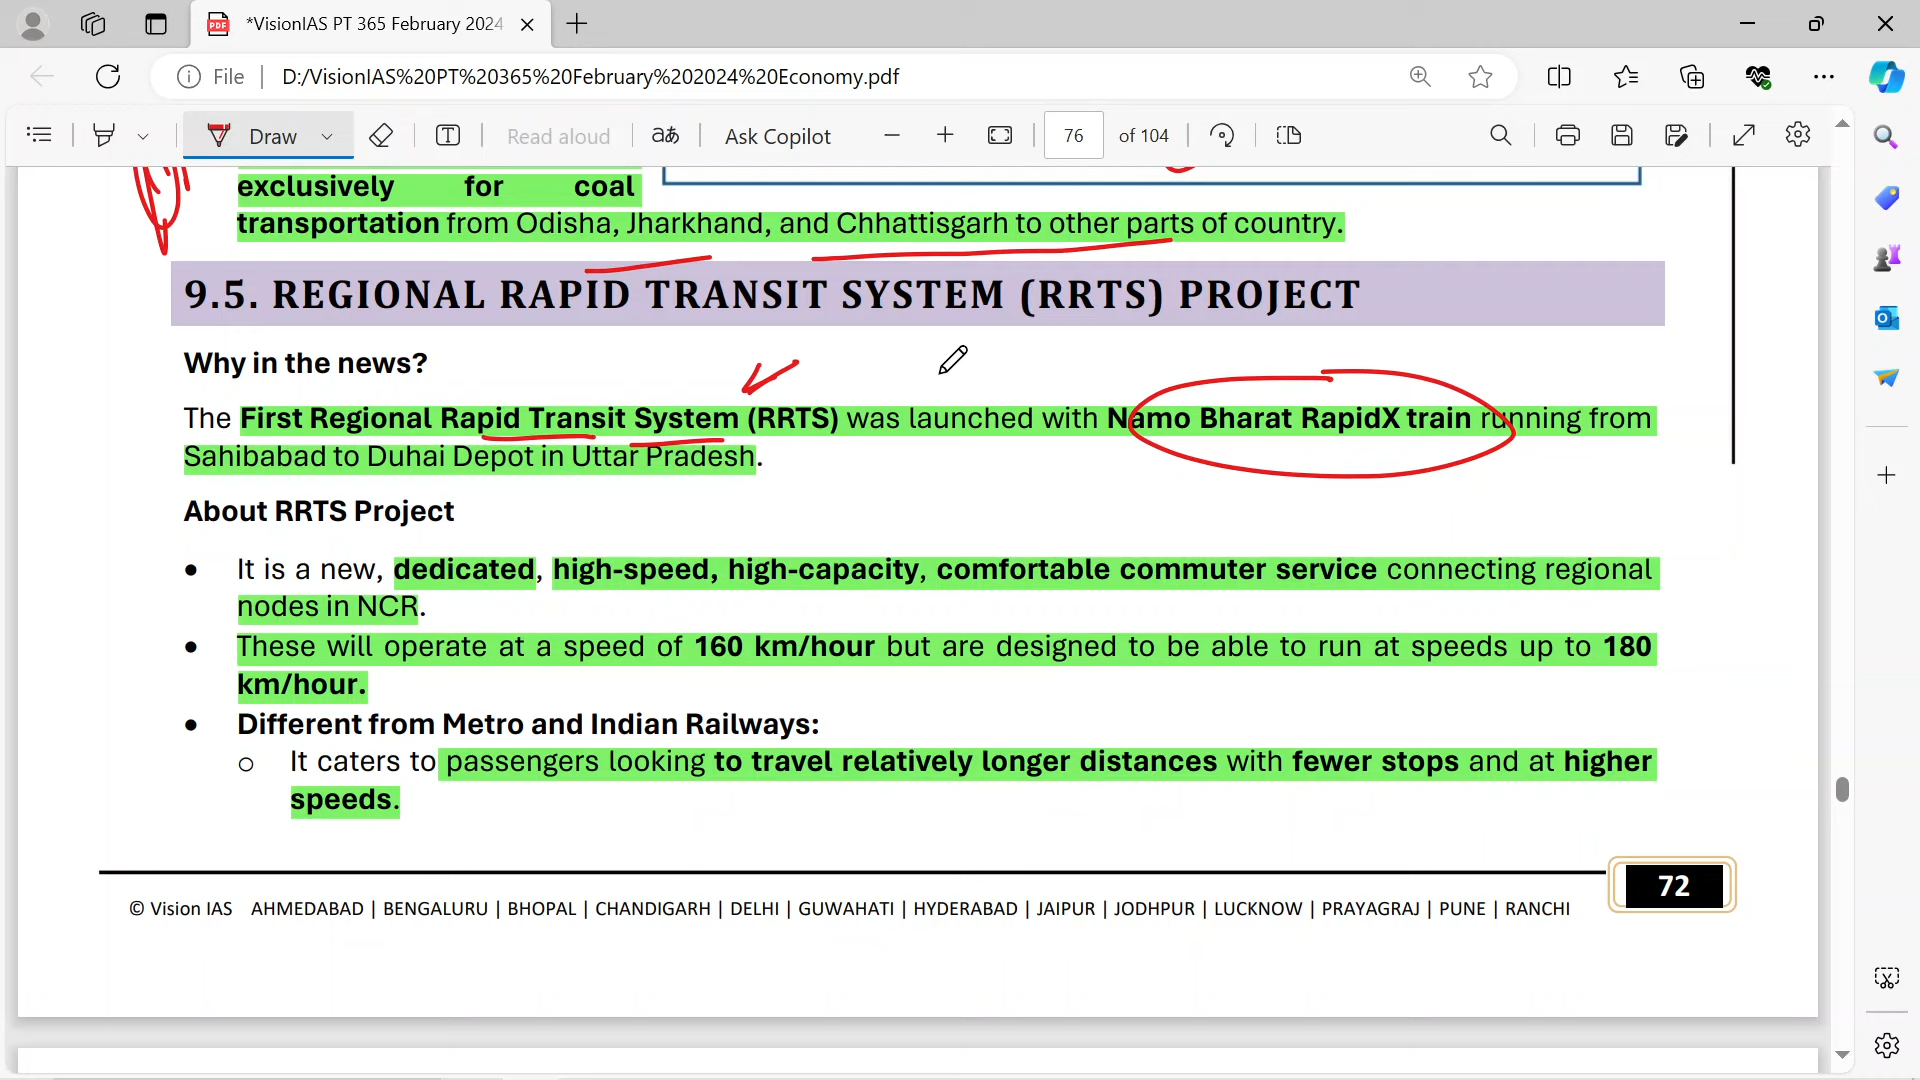 *VisionIAS PT 365 February 2024
File
D:/VisionIAS%20PT%20365%20February%202024%20Economy.pdf
Draw
Read aloud
aあ
Ask Copilot
76
of 104
exclusively for coal
transportation from Odisha, Jharkhand, and Chhattisgarh to other parts of country.
9.5. REGIONAL RAPID TRANSIT SYSTEM (RRTS) PROJECT
Why in the news?
The First Regional Rapid Transit System (RRTS) was launched with Namo Bharat RapidX train running from
Sahibabad to Duhai Depot in Uttar Pradesh.
About RRTS Project
● It is a new, dedicated, high-speed, high-capacity, comfortable commuter service connecting regional
nodes in NCR.
● These will operate at a speed of 160 km/hour but are designed to be able to run at speeds up to 180
km/hour.
● Different from Metro and Indian Railways:
○ It caters to passengers looking to travel relatively longer distances with fewer stops and at higher
speeds.
72
© Vision IAS AHMEDABAD | BENGALURU | BHOPAL | CHANDIGARH | DELHI | GUWAHATI | HYDERABAD | JAIPUR | JODHPUR | LUCKNOW | PRAYAGRAJ | PUNE | RANCHI